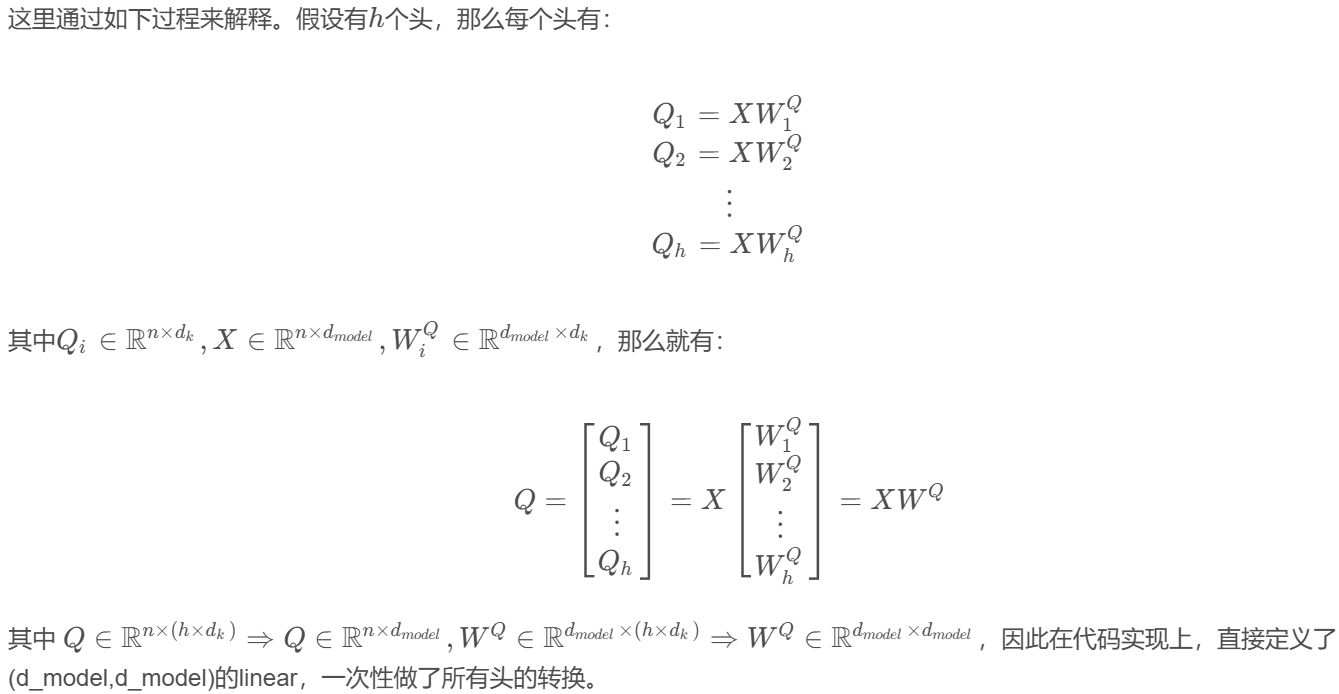 这里通过如下过程来解释。假设有$h$个头，那么每个头有：
$Q_1 = XW_1^Q$
$Q_2 = XW_2^Q$
$\vdots$
$Q_h = XW_h^Q$
其中$Q_i \in \mathbb{R}^{n \times d_k}, X \in \mathbb{R}^{n \times d_{model}}, W_i^Q \in \mathbb{R}^{d_{model} \times d_k}$，那么就有：
$Q = \begin{bmatrix} Q_1 \\ Q_2 \\ \vdots \\ Q_h \end{bmatrix} = X \begin{bmatrix} W_1^Q \\ W_2^Q \\ \vdots \\ W_h^Q \end{bmatrix} = XW^Q$
其中 $Q \in \mathbb{R}^{n \times (h \times d_k)} \Rightarrow Q \in \mathbb{R}^{n \times d_{model}}, W^Q \in \mathbb{R}^{d_{model} \times (h \times d_k)} \Rightarrow W^Q \in \mathbb{R}^{d_{model} \times d_{model}}$，因此在代码实现上，直接定义了
(d_model,d_model)的linear，一次性做了所有头的转换。